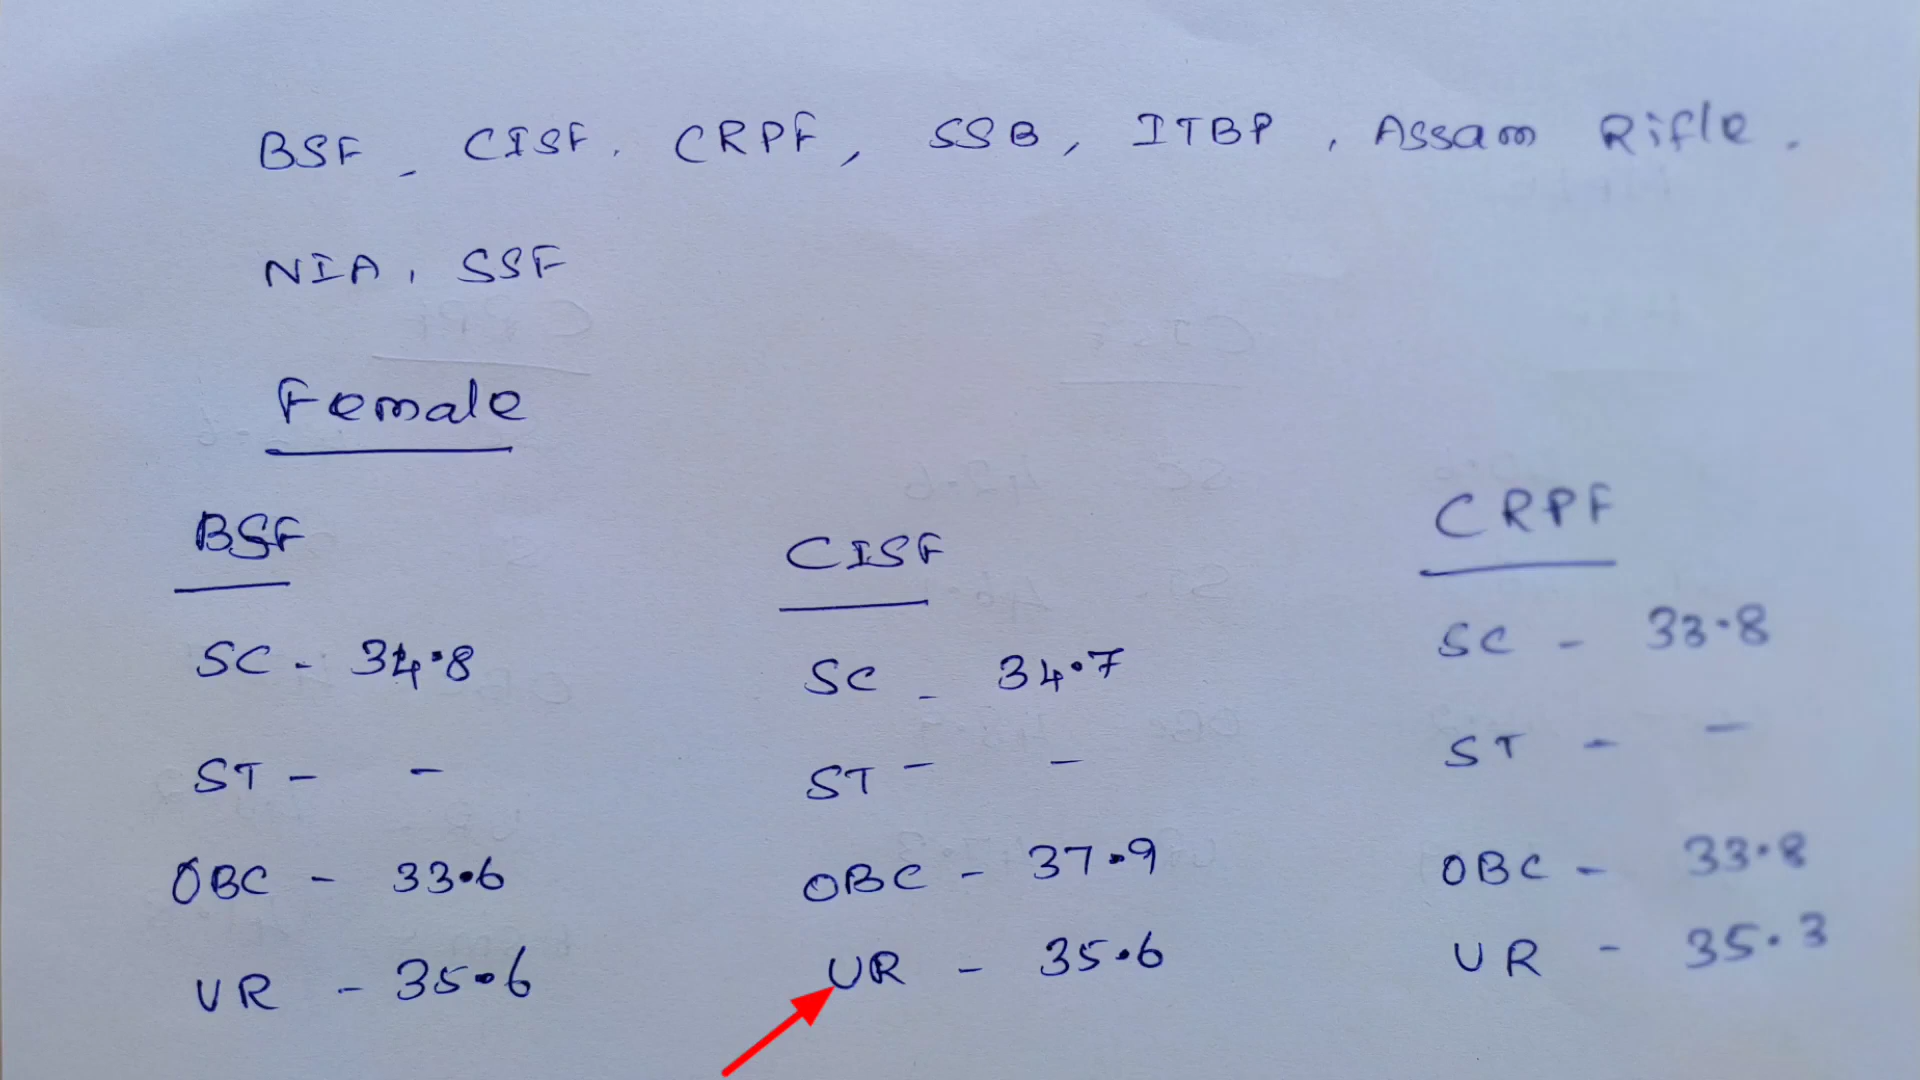 BSF, CISF, CRPF, SSB, ITBP, Assam Rifle.
NIA, SSF
Female
BSF
SC - 34.8
ST - -
OBC - 33.6
UR - 35.6
CISF
SC - 34.7
ST - -
OBC - 37.9
UR - 35.6
CRPF
SC - 33.8
ST - -
OBC - 33.8
UR - 35.3